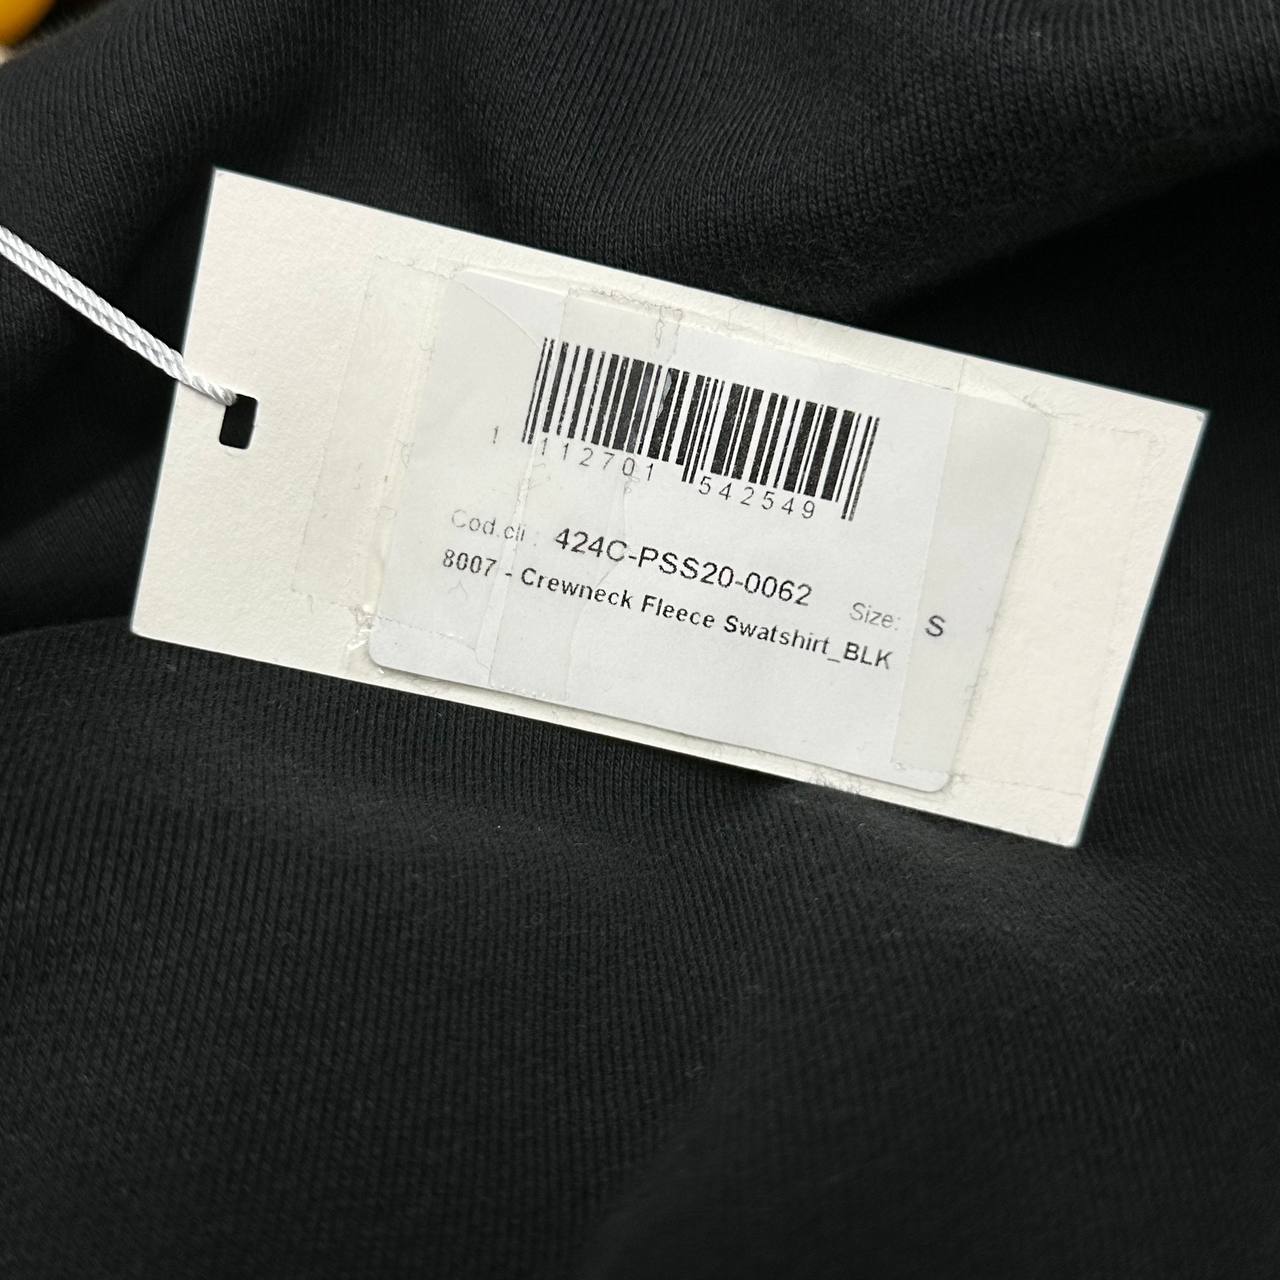 1 112701 542549
Cod.cli : 424C-PSS20-0062
Size: S
8007 - Crewneck Fleece Swatshirt_BLK